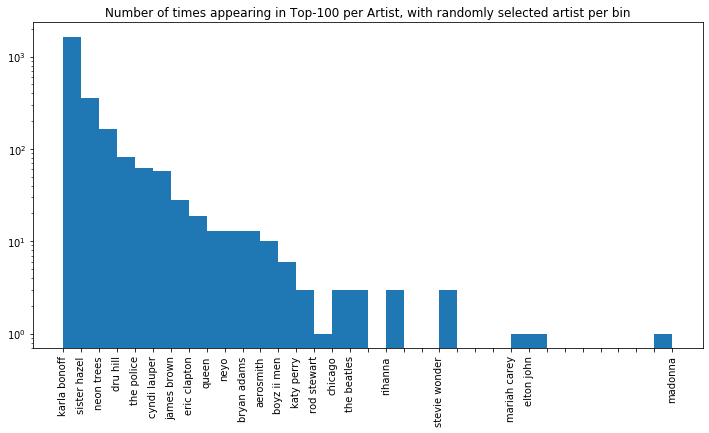 Number of times appearing in Top-100 per Artist, with randomly selected artist per bin
10³
10²
10¹
10⁰
karla bonoff
sister hazel
neon trees
dru hill
the police
cyndi lauper
james brown
eric clapton
queen
neyo
bryan adams
aerosmith
boyz ii men
katy perry
rod stewart
chicago
the beatles
rihanna
stevie wonder
mariah carey
elton john
madonna